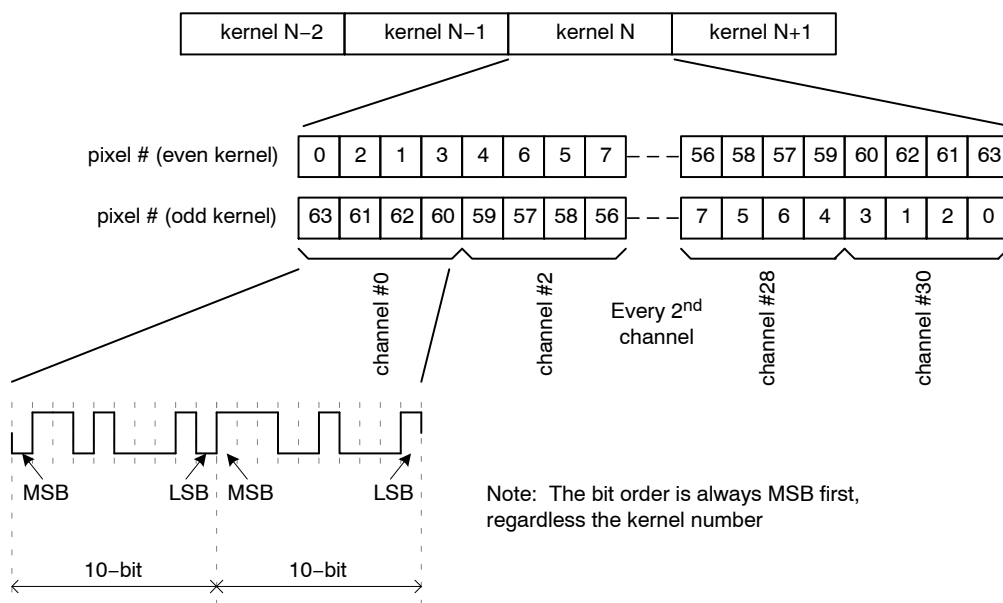 kernel N−2 kernel N−1 kernel N kernel N+1
pixel # (even kernel) 0 2 1 3 4 6 5 7 56 58 57 59 60 62 61 63
pixel # (odd kernel) 63 61 62 60 59 57 58 56 7 5 6 4 3 1 2 0
channel #0
channel #2
Every 2nd
channel
channel #28
channel #30
MSB LSB MSB LSB
Note: The bit order is always MSB first,
regardless the kernel number
10−bit 10−bit